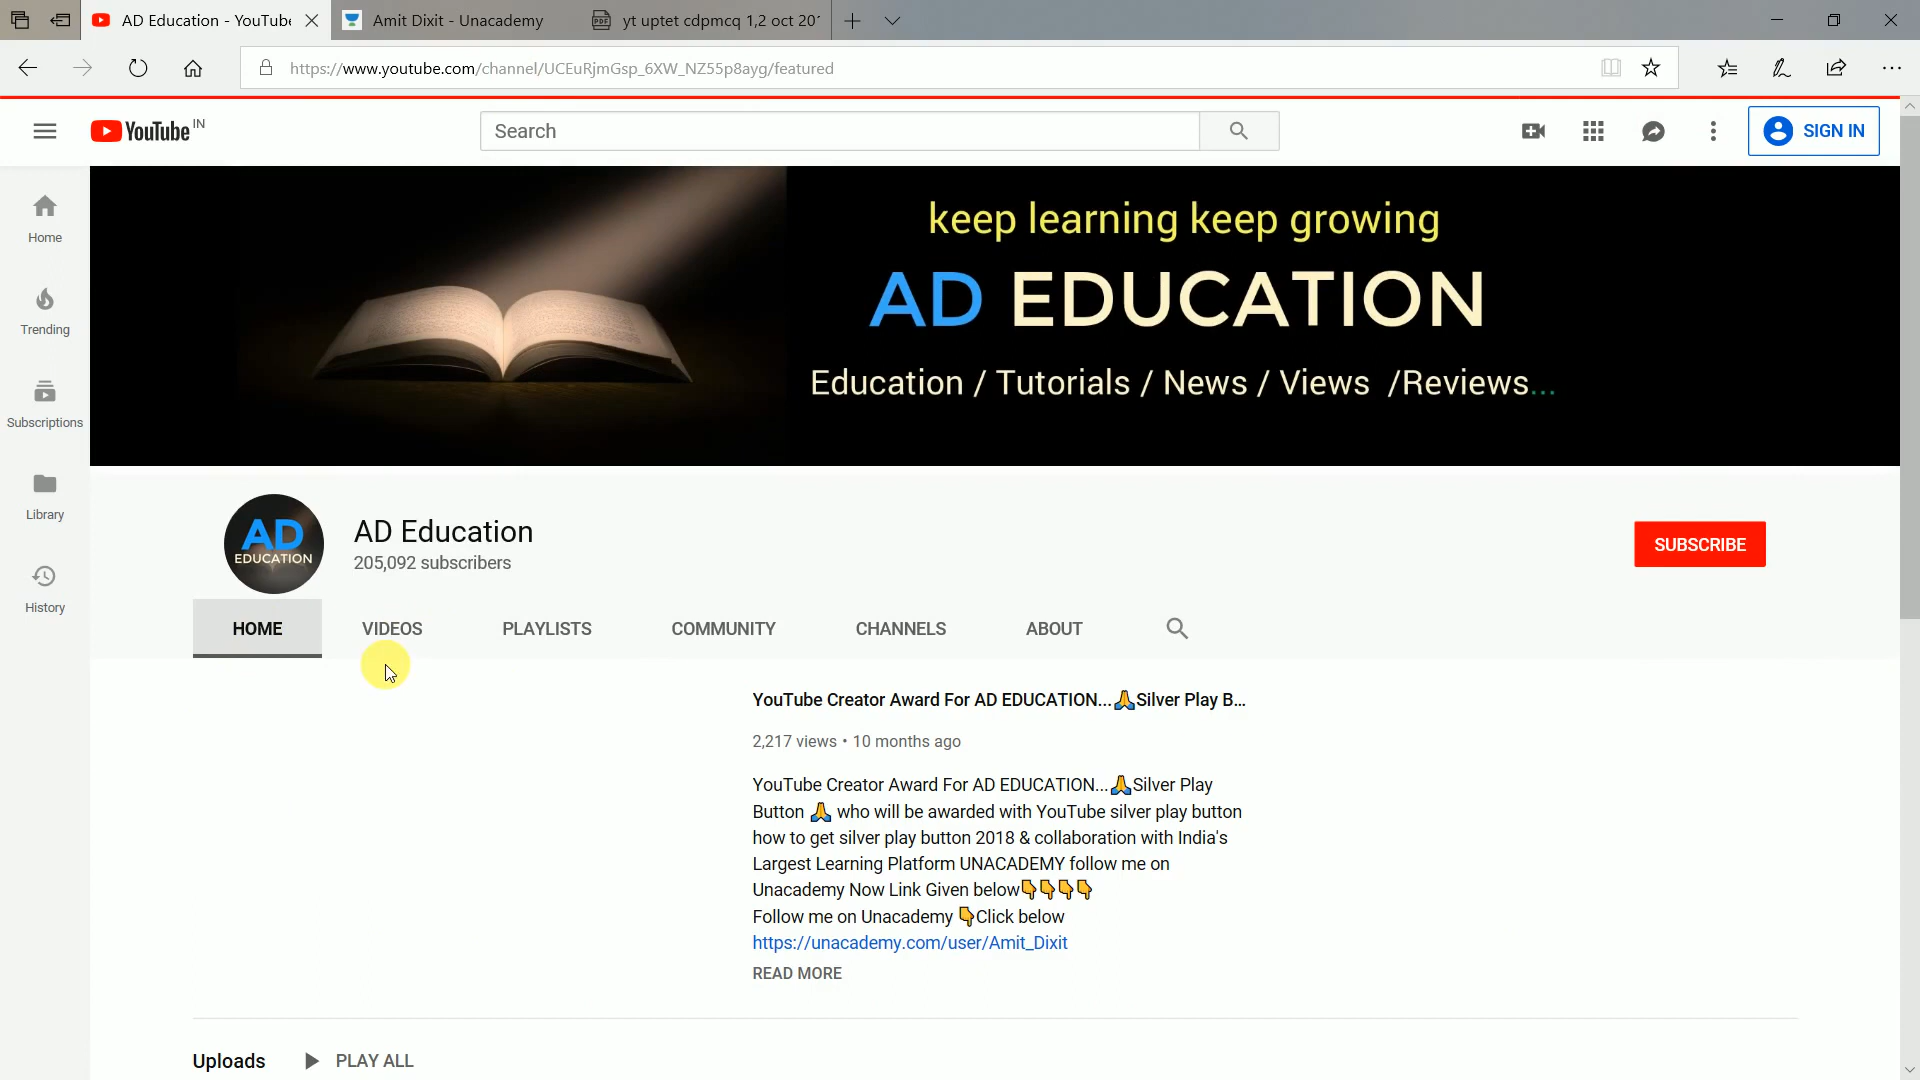 AD Education - YouTube
Amit Dixit - Unacademy
PDF
yt uptet cdpmcq 1,2 oct 201
https://www.youtube.com/channel/UCEuRjmGsp_6XW_NZ55p8ayg/featured
YouTube IN
Search
SIGN IN
Home
Trending
Subscriptions
Library
History
keep learning keep growing
AD EDUCATION
Education / Tutorials / News / Views /Reviews...
AD
EDUCATION
AD Education
205,092 subscribers
SUBSCRIBE
HOME
VIDEOS
PLAYLISTS
COMMUNITY
CHANNELS
ABOUT
YouTube Creator Award For AD EDUCATION...🙏Silver Play B...
2,217 views • 10 months ago
YouTube Creator Award For AD EDUCATION...🙏Silver Play
Button 🙏 who will be awarded with YouTube silver play button
how to get silver play button 2018 & collaboration with India's
Largest Learning Platform UNACADEMY follow me on
Unacademy Now Link Given below👇👇👇👇
Follow me on Unacademy 👇Click below
https://unacademy.com/user/Amit_Dixit
READ MORE
Uploads
PLAY ALL